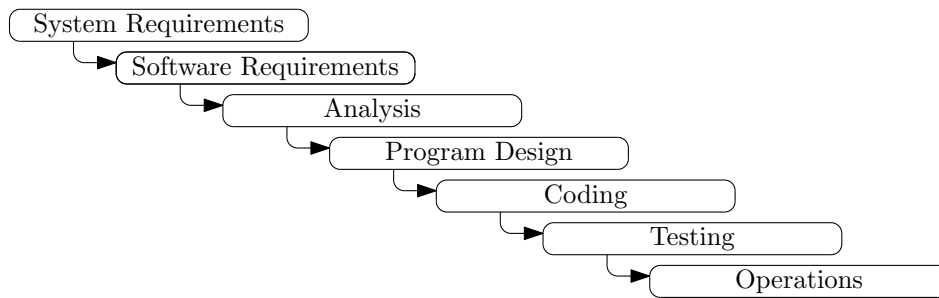 System Requirements
Software Requirements
Analysis
Program Design
Coding
Testing
Operations